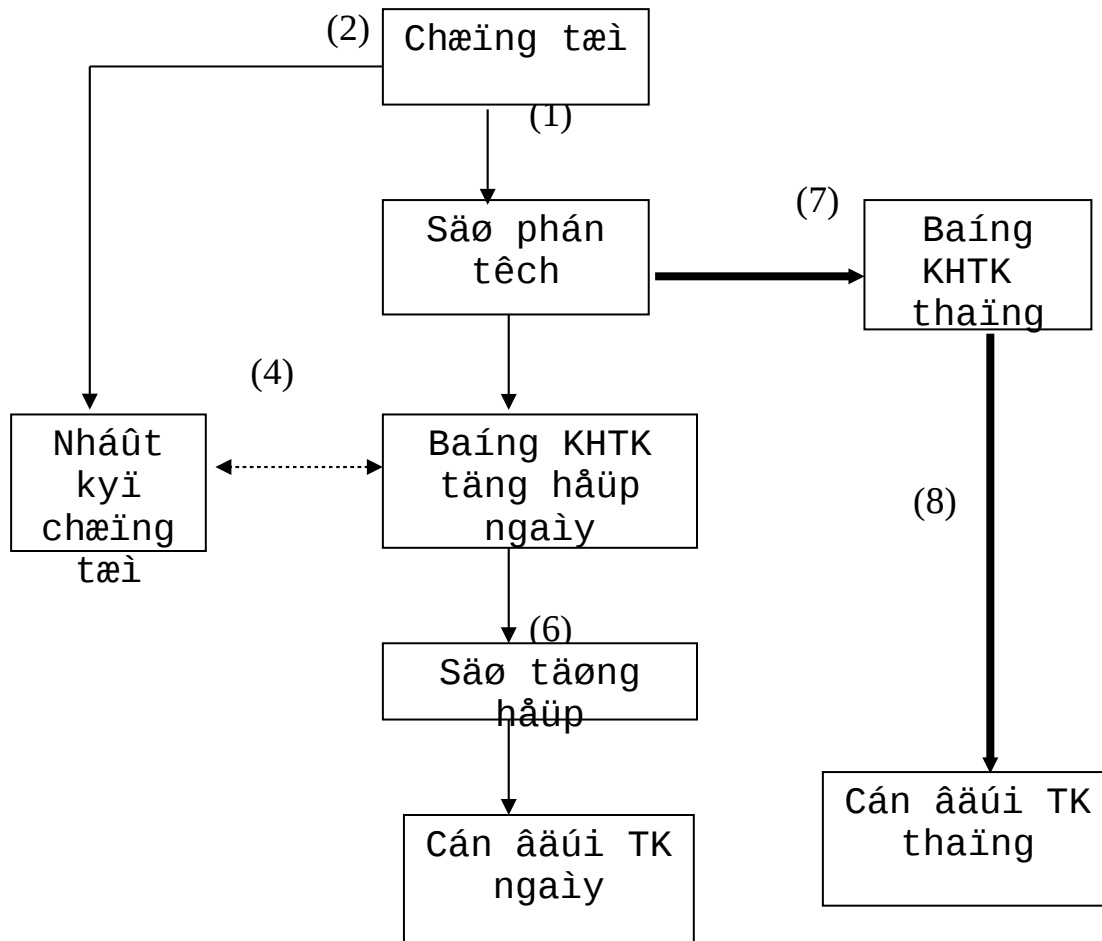 (2)
Chæïng tæì
(1)
Säø phán
têch
(7)
Baíng
KHTK
thaïng
(4)
Nháût
kyï
chæïng
tæì
Baíng KHTK
täng håüp
ngaìy
(8)
(6)
Säø täøng
håüp
Cán âäúi TK
ngaìy
Cán âäúi TK
thaïng